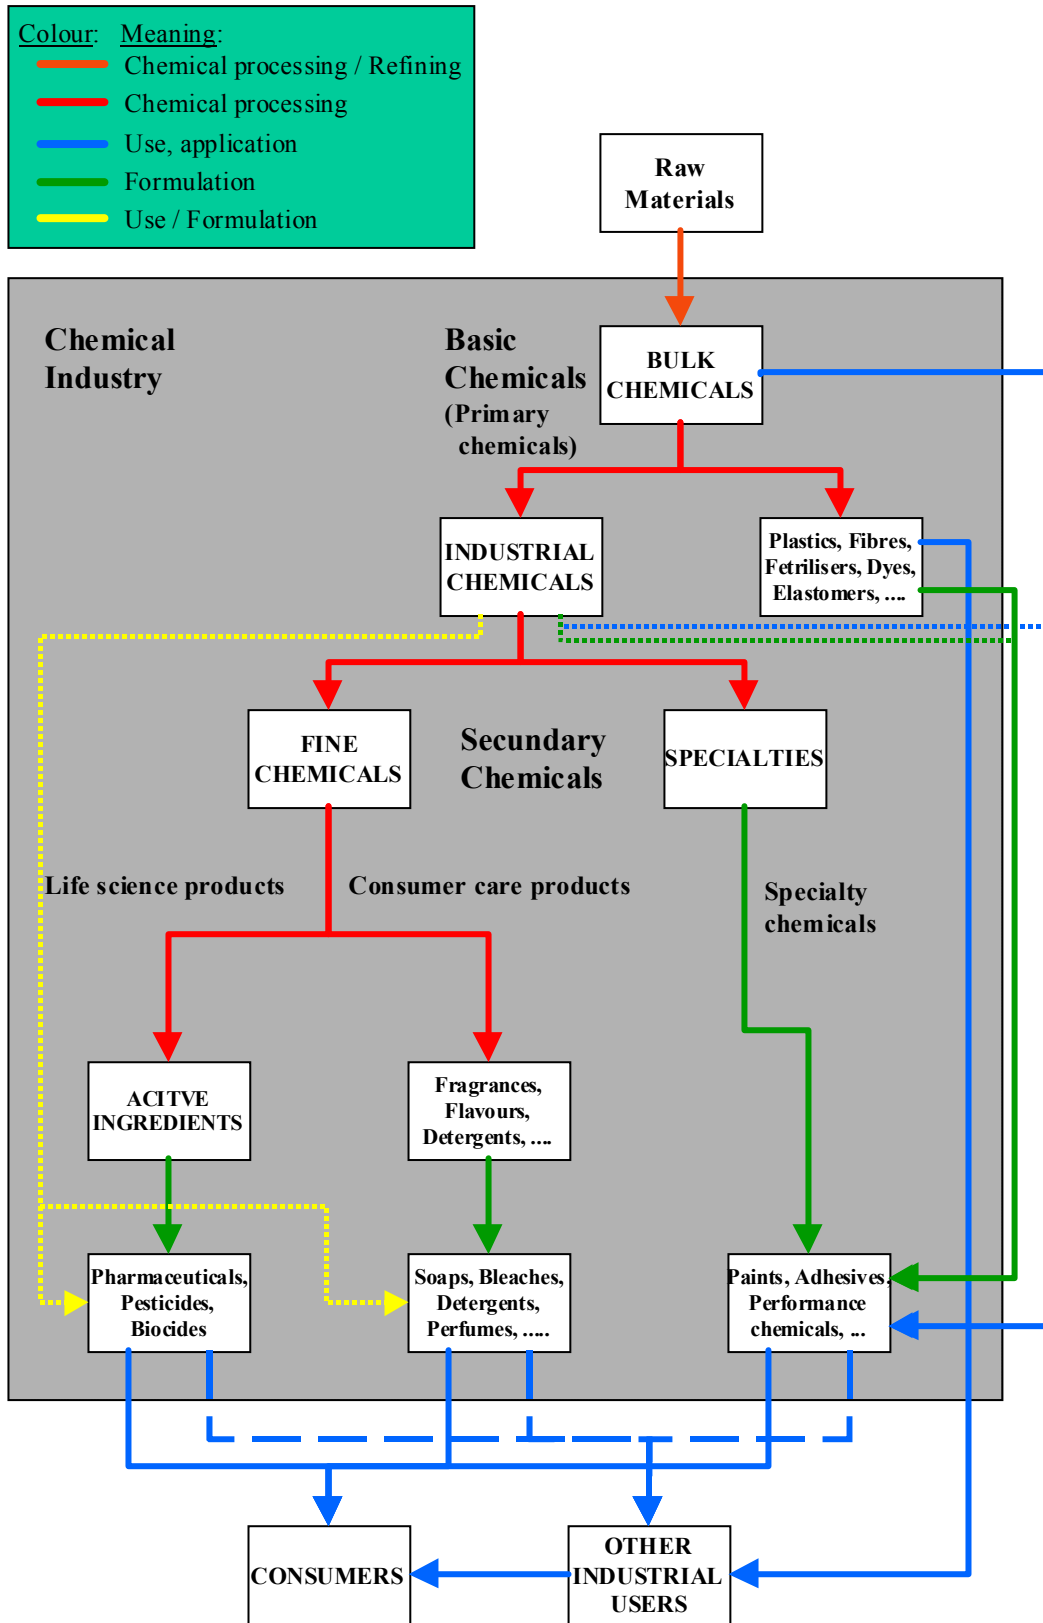 Colour: Meaning:
Chemical processing / Refining
Chemical processing
Use, application
Formulation
Use / Formulation
Raw
Materials
Chemical
Industry
Basic
Chemicals
(Primary
chemicals)
BULK
CHEMICALS
INDUSTRIAL
CHEMICALS
Plastics, Fibres,
Fetrilisers, Dyes,
Elastomers, ....
FINE
CHEMICALS
Secundary
Chemicals
SPECIALTIES
Life science products
Consumer care products
Specialty
chemicals
ACITVE
INGREDIENTS
Fragrances,
Flavours,
Detergents, ....
Pharmaceuticals,
Pesticides,
Biocides
Soaps, Bleaches,
Detergents,
Perfumes, .....
Paints, Adhesives,
Performance
chemicals, ...
CONSUMERS
OTHER
INDUSTRIAL
USERS